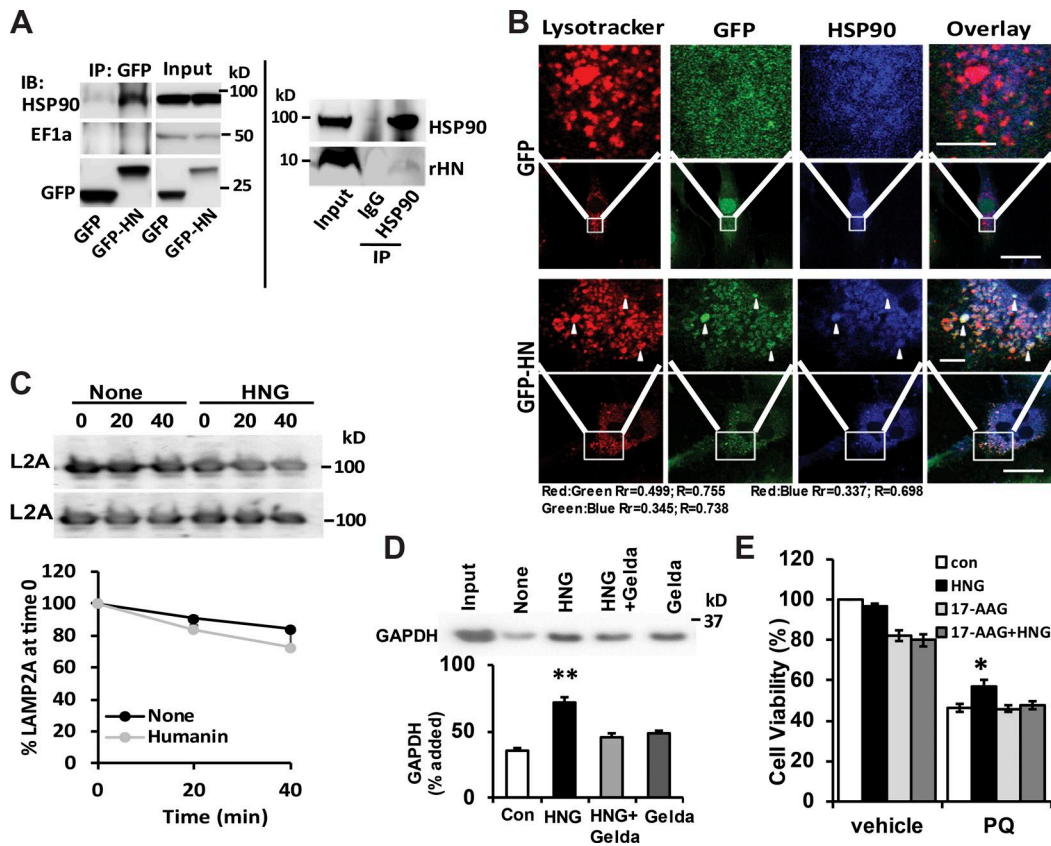 A
IP: GFP Input
IB:
HSP90
EF1a
GFP
kD
100
50
25
GFP
GFP-HN
GFP
GFP-HN
kD
100
10
HSP90
rHN
Input
IgG
HSP90
IP
B
Lysotracker GFP HSP90 Overlay
GFP
GFP-HN
Red:Green Rr=0.499; R=0.755 Red:Blue Rr=0.337; R=0.698
Green:Blue Rr=0.345; R=0.738
C
None HNG
0 20 40 0 20 40
kD
L2A 100
L2A 100
% LAMP2A at time 0
120
100
80
60
40
20
0
None
Humanin
0 20 40
Time (min)
D
Input
None
HNG
HNG
+Gelda
Gelda
kD
37
GAPDH
GAPDH
(% added)
100
50
0
**
Con HNG HNG+
Gelda Gelda
E
Cell Viability (%)
120
100
80
60
40
20
0
con
HNG
17-AAG
17-AAG+HNG
*
vehicle PQ